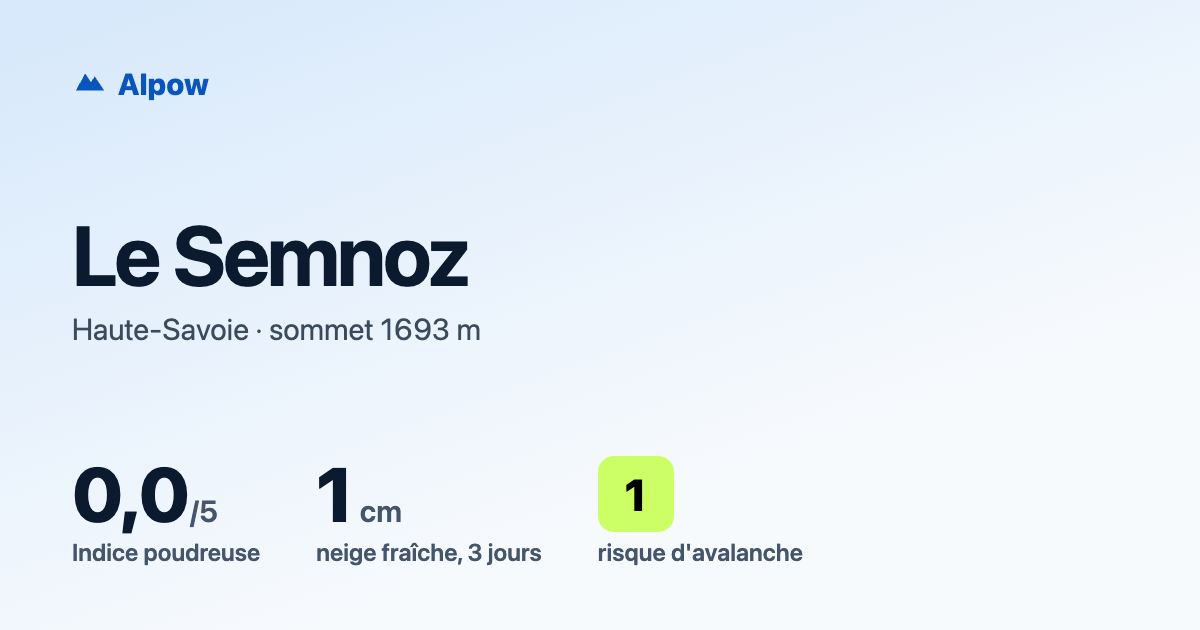 Alpow
Le Semnoz
Haute-Savoie · sommet 1693 m
0,0/5
Indice poudreuse
1 cm
neige fraîche, 3 jours
1
risque d'avalanche